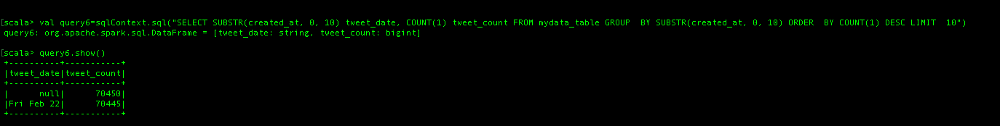 [scala> val query6=sqlContext.sql("SELECT SUBSTR(created_at, 0, 10) tweet_date, COUNT(1) tweet_count FROM mydata_table GROUP  BY SUBSTR(created_at, 0, 10) ORDER  BY COUNT(1) DESC LIMIT  10")
query6: org.apache.spark.sql.DataFrame = [tweet_date: string, tweet_count: bigint]
[scala> query6.show()
+----------+-----------+
|tweet_date|tweet_count|
+----------+-----------+
|      null|      70450|
|Fri Feb 22|      70445|
+----------+-----------+